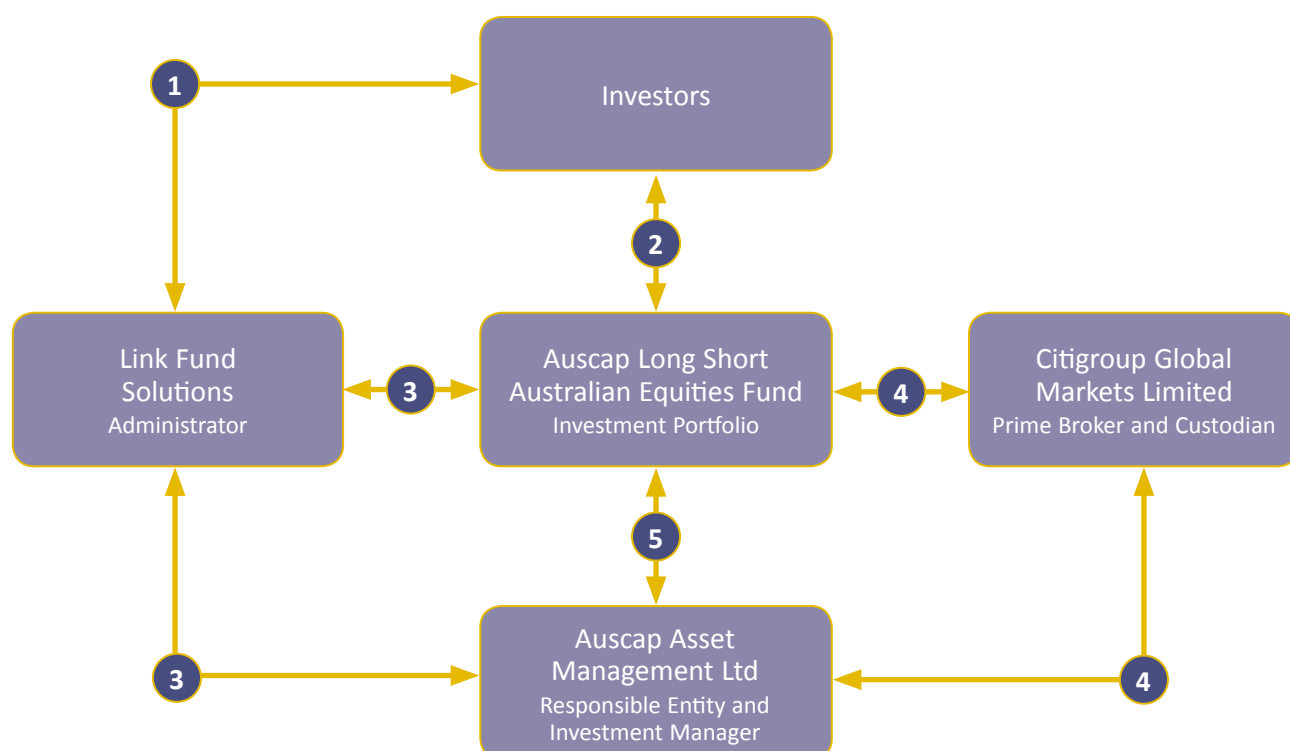 1
Investors
2
Link Fund
Solutions
Administrator
3
Auscap Long Short
Australian Equities Fund
Investment Portfolio
4
Citigroup Global
Markets Limited
Prime Broker and Custodian
5
3
Auscap Asset
Management Ltd
Responsible Entity and
Investment Manager
4